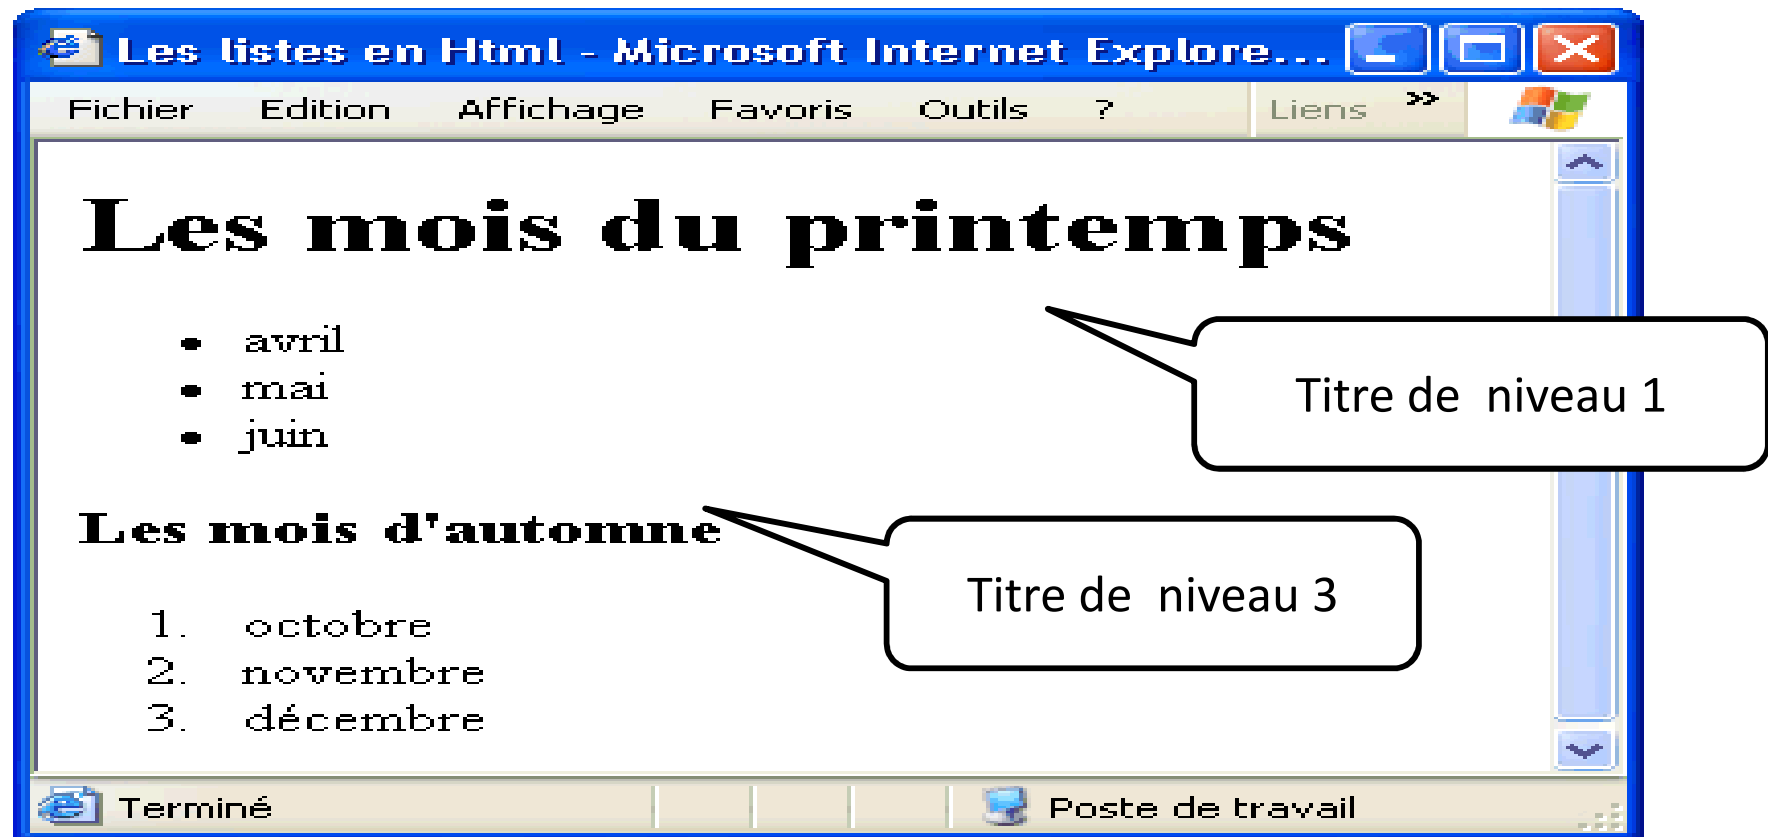 Les listes en Html - Microsoft Internet Explore...
Fichier Edition Affichage Favoris Outils ? Liens »
Les mois du printemps
• avril
• mai
• juin
Titre de niveau 1
Les mois d'automne
Titre de niveau 3
1. octobre
2. novembre
3. décembre
Terminé Poste de travail